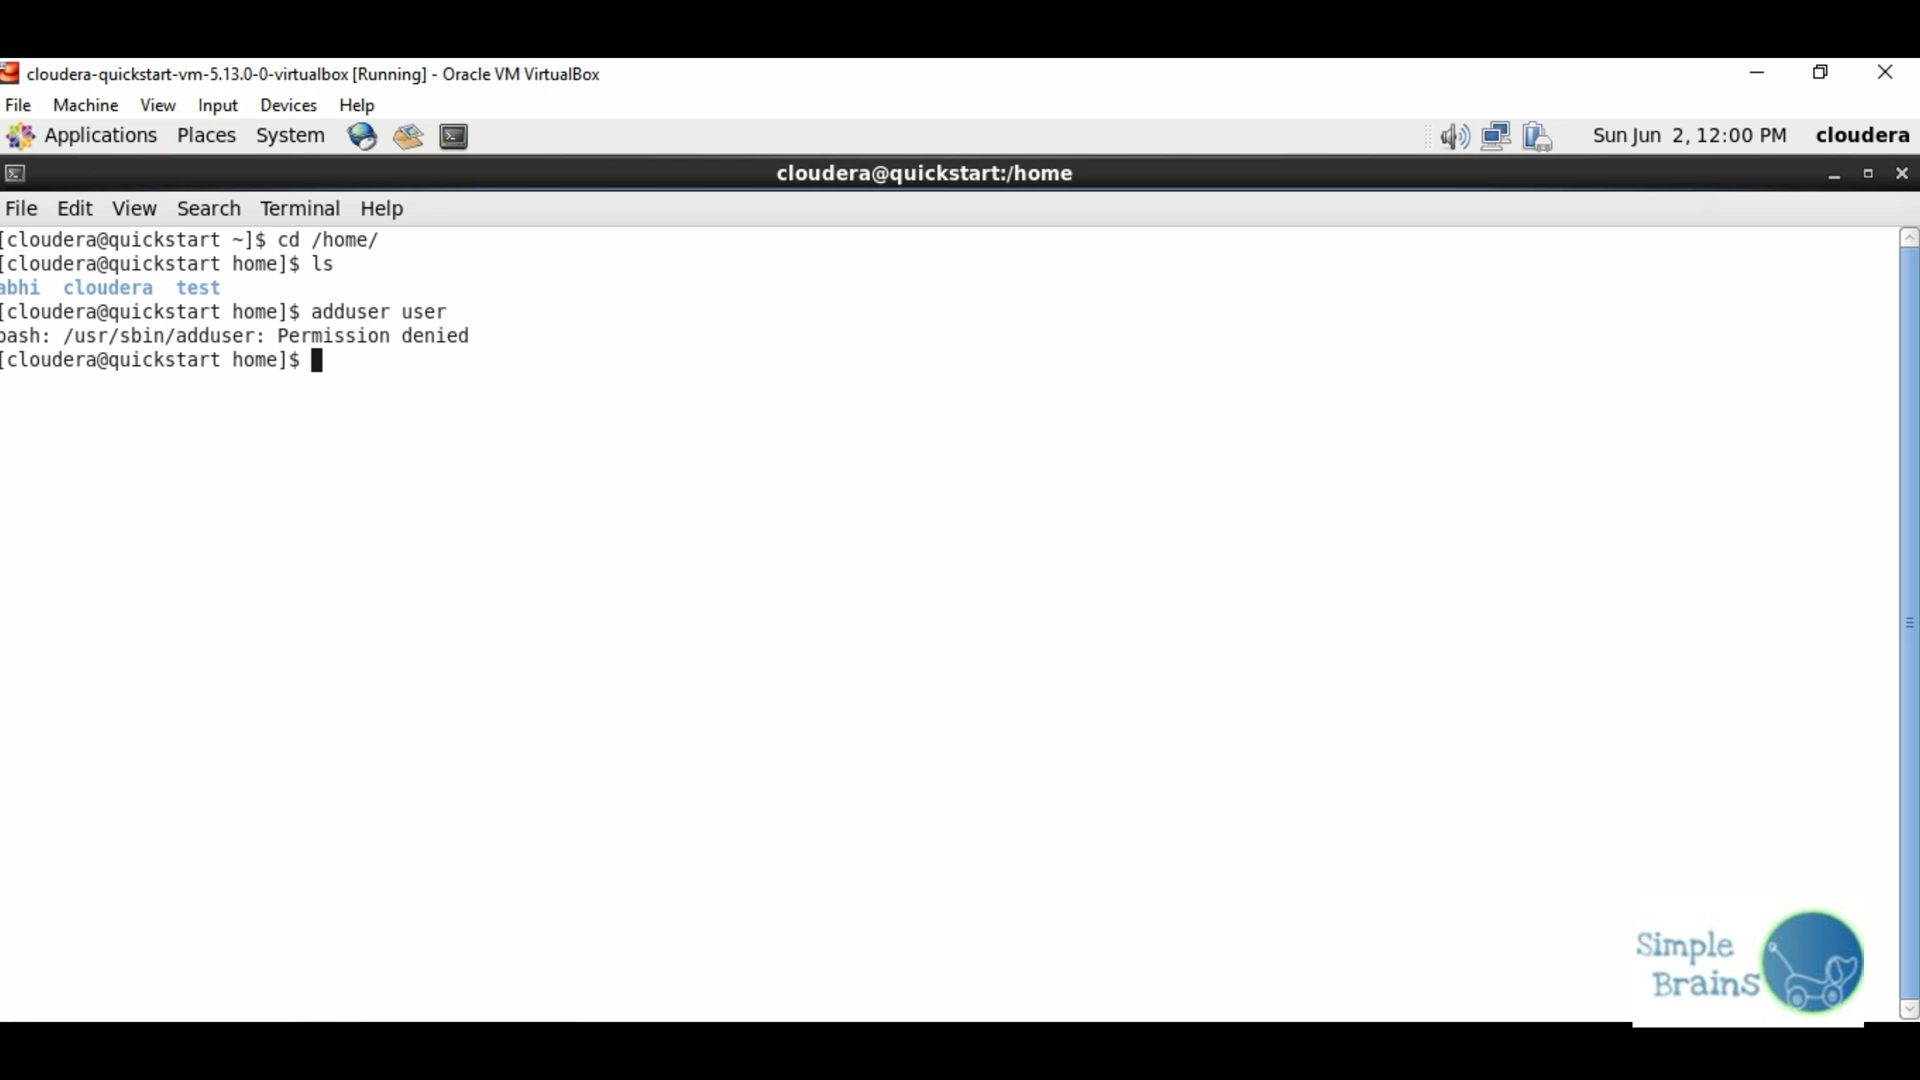 cloudera-quickstart-vm-5.13.0-0-virtualbox [Running] - Oracle VM VirtualBox
File Machine View Input Devices Help
Applications Places System Sun Jun 2, 12:00 PM cloudera
cloudera@quickstart:/home
File Edit View Search Terminal Help
[cloudera@quickstart ~]$ cd /home/
[cloudera@quickstart home]$ ls
abhi cloudera test
[cloudera@quickstart home]$ adduser user
bash: /usr/sbin/adduser: Permission denied
[cloudera@quickstart home]$
Simple
Brains